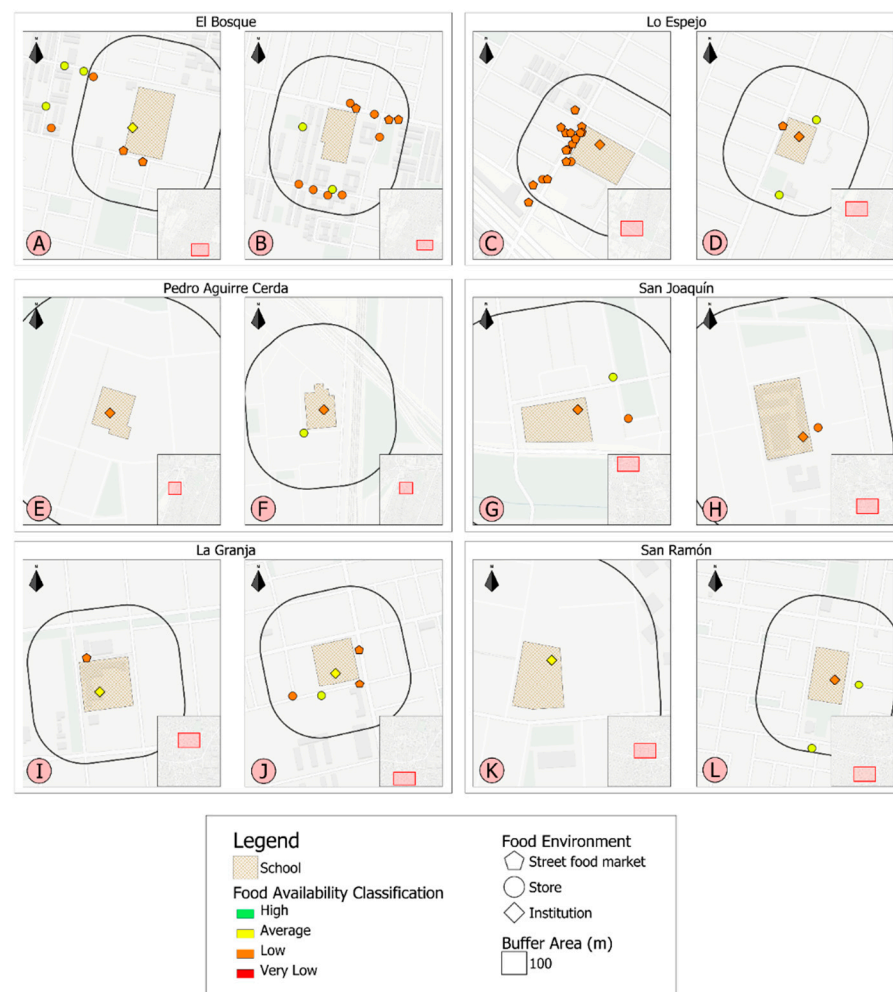 El Bosque
Lo Espejo
A
B
C
D
Pedro Aguirre Cerda
San Joaquín
E
F
G
H
La Granja
San Ramón
I
J
K
L
Legend
School
Food Availability Classification
High
Average
Low
Very Low
Food Environment
Street food market
Store
Institution
Buffer Area (m)
100